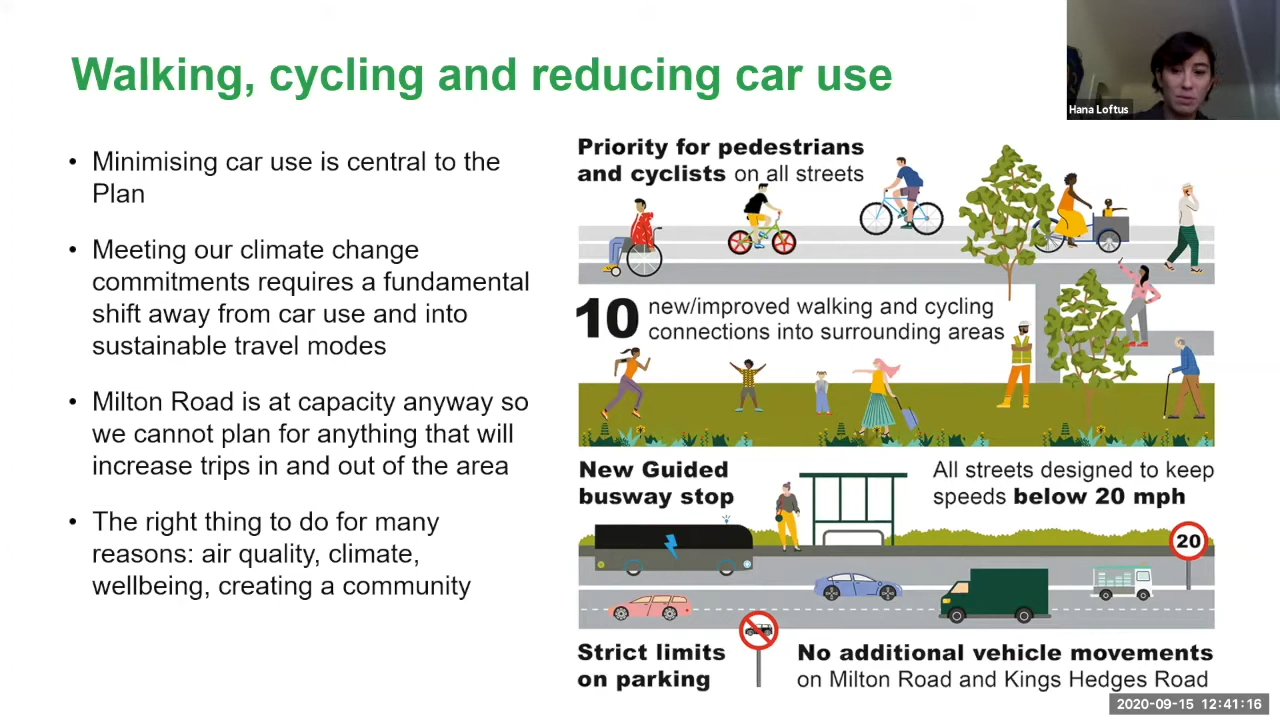 Walking, cycling and reducing car use
Hana Loftus
• Minimising car use is central to the
Plan
• Meeting our climate change
commitments requires a fundamental
shift away from car use and into
sustainable travel modes
• Milton Road is at capacity anyway so
we cannot plan for anything that will
increase trips in and out of the area
• The right thing to do for many
reasons: air quality, climate,
wellbeing, creating a community
Priority for pedestrians
and cyclists on all streets
10 new/improved walking and cycling
connections into surrounding areas
New Guided
busway stop
All streets designed to keep
speeds below 20 mph
20
Strict limits
on parking
No additional vehicle movements
on Milton Road and Kings Hedges Road
2020-09-15 12:41:16